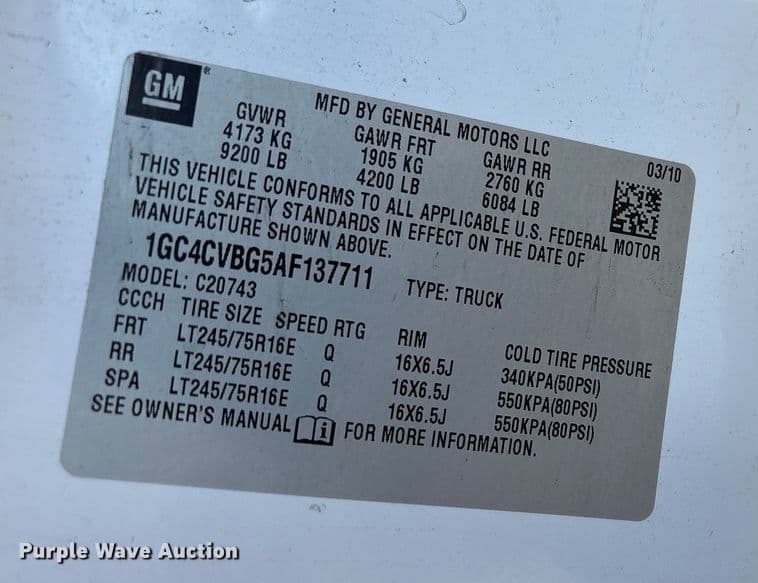 GM®
MFD BY GENERAL MOTORS LLC
03/10
GVWR GAWR FRT GAWR RR
4173 KG 1905 KG 2760 KG
9200 LB 4200 LB 6084 LB
THIS VEHICLE CONFORMS TO ALL APPLICABLE U.S. FEDERAL MOTOR
VEHICLE SAFETY STANDARDS IN EFFECT ON THE DATE OF
MANUFACTURE SHOWN ABOVE.
1GC4CVBG5AF137711 TYPE: TRUCK
MODEL: C20743
CCCH TIRE SIZE SPEED RTG RIM COLD TIRE PRESSURE
FRT LT245/75R16E Q 16X6.5J 340KPA(50PSI)
RR LT245/75R16E Q 16X6.5J 550KPA(80PSI)
SPA LT245/75R16E Q 16X6.5J 550KPA(80PSI)
SEE OWNER'S MANUAL i FOR MORE INFORMATION.
Purple Wave Auction